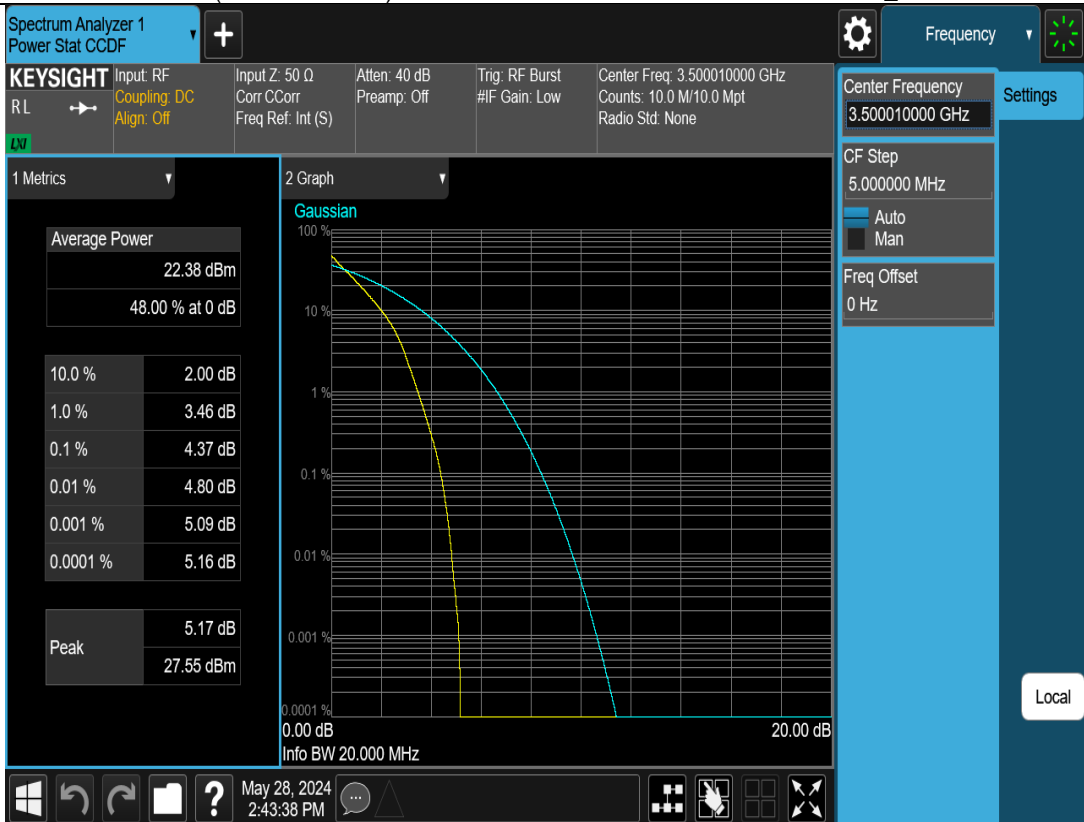 Spectrum Analyzer 1
Power Stat CCDF
Frequency
KEYSIGHT
RL
LXI
Input: RF
Coupling: DC
Align: Off
Input Z: 50 Ω
Corr CCorr
Freq Ref: Int (S)
Atten: 40 dB
Preamp: Off
Trig: RF Burst
#IF Gain: Low
Center Freq: 3.500010000 GHz
Counts: 10.0 M/10.0 Mpt
Radio Std: None
Center Frequency
3.500010000 GHz
Settings
CF Step
5.000000 MHz
Auto
Man
Freq Offset
0 Hz
1 Metrics
Average Power
22.38 dBm
48.00 % at 0 dB
10.0 % 2.00 dB
1.0 % 3.46 dB
0.1 % 4.37 dB
0.01 % 4.80 dB
0.001 % 5.09 dB
0.0001 % 5.16 dB
Peak
5.17 dB
27.55 dBm
2 Graph
Gaussian
100 %
10 %
1 %
0.1 %
0.01 %
0.001 %
0.0001 %
0.00 dB 20.00 dB
Info BW 20.000 MHz
Local
?
May 28, 2024
2:43:38 PM